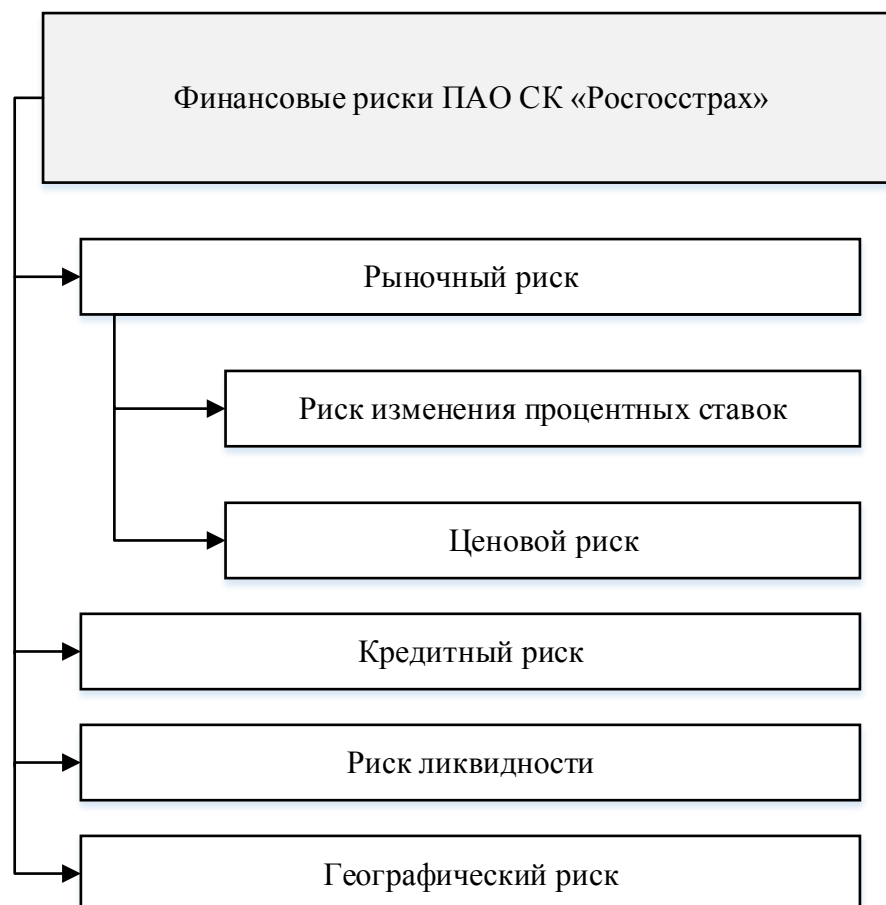 Финансовые риски ПАО СК «Росгосстрах»
Рыночный риск
Риск изменения процентных ставок
Ценовой риск
Кредитный риск
Риск ликвидности
Географический риск